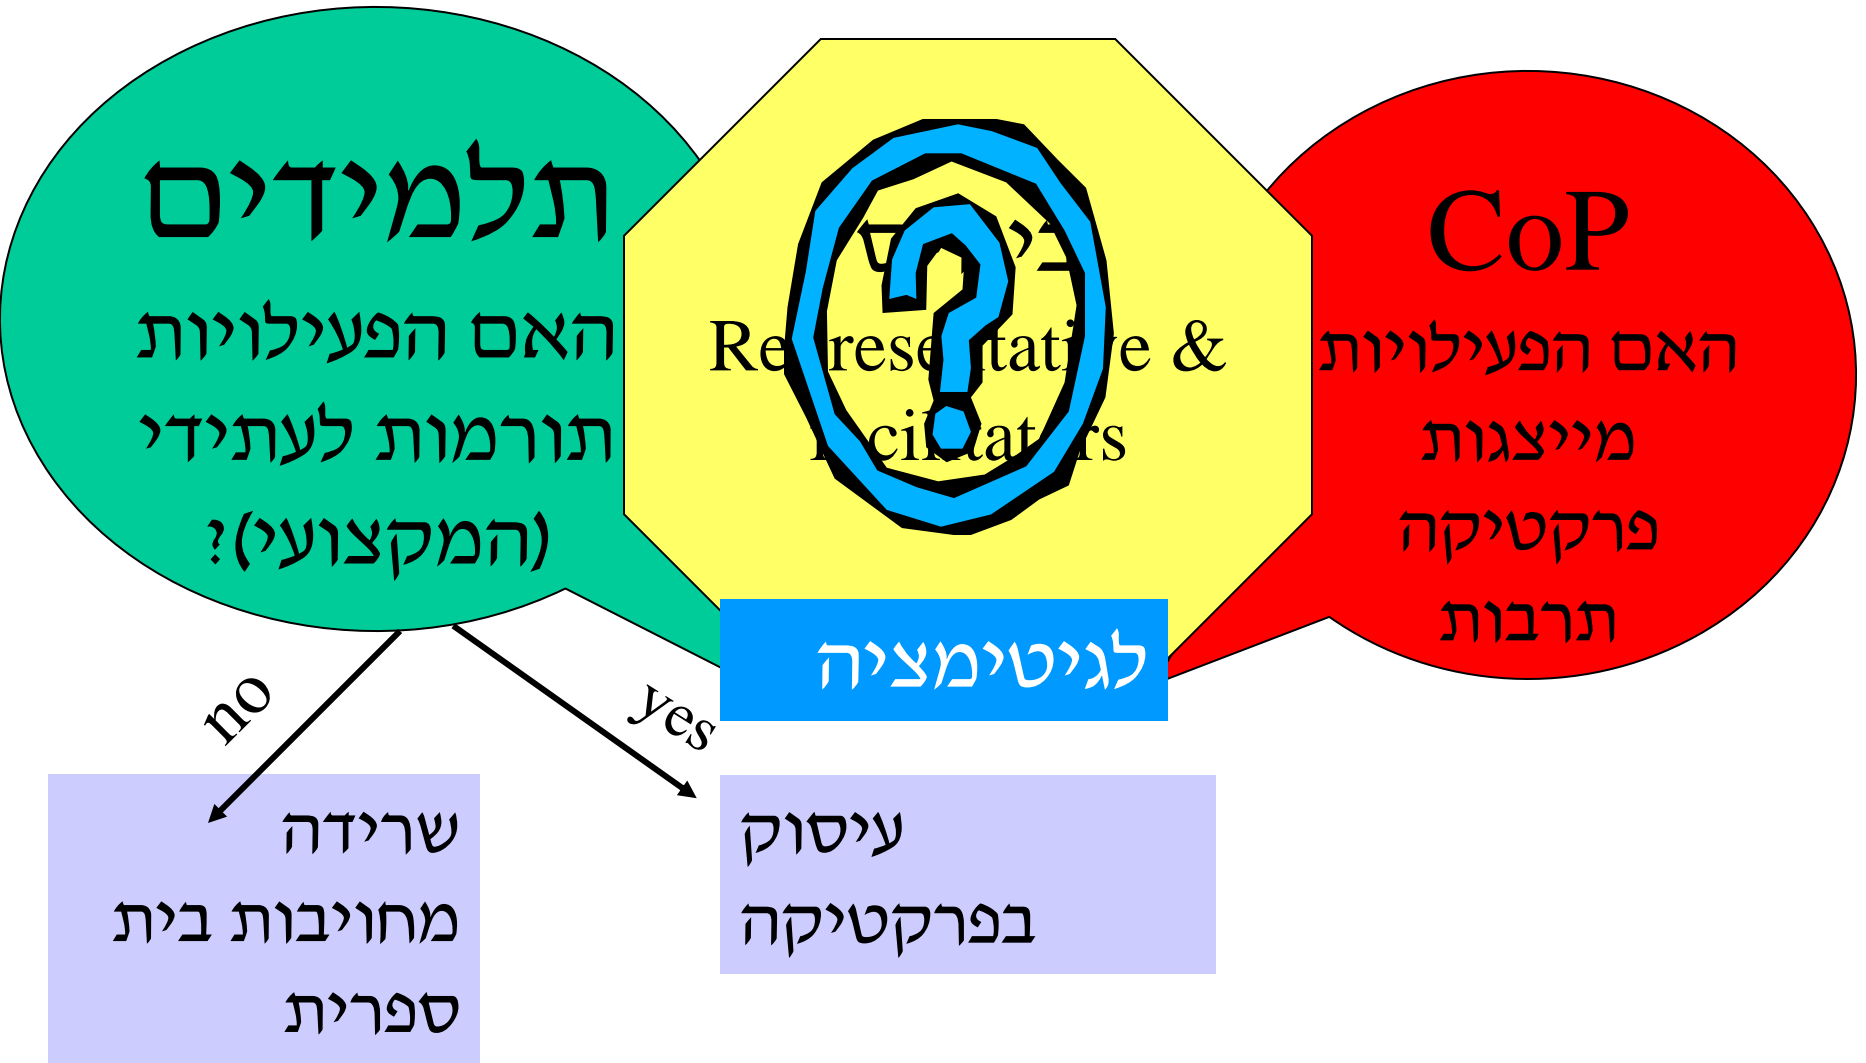 תלמידים
האם הפעילויות
תורמות לעתידי
(המקצועי)?
Representative &
CoP
האם הפעילויות
מייצגות
פרקטיקה
תרבות
לגיטימציה
no
yes
שרידה
מחויבות בית
ספרית
עיסוק
בפרקטיקה